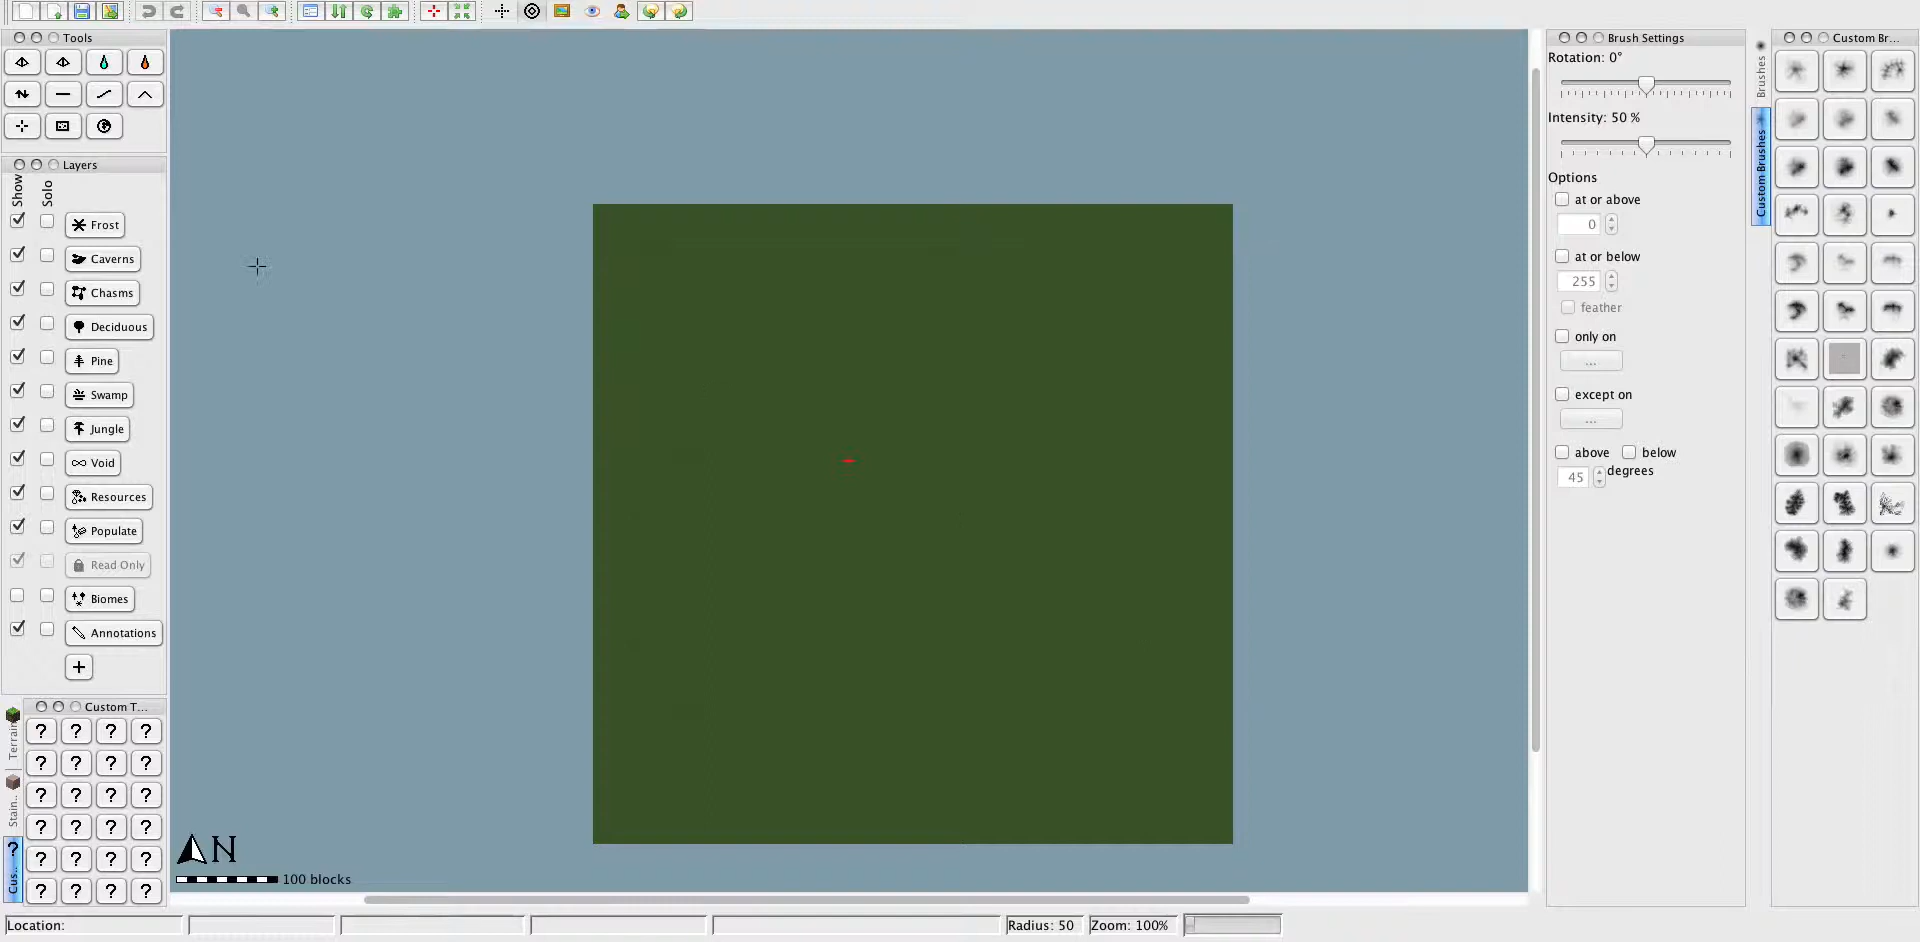 Tools
Layers
Show
Solo
Frost
Caverns
Chasms
Deciduous
Pine
Swamp
Jungle
Void
Resources
Populate
Read Only
Biomes
Annotations
Custom T...
Terrain
Stain..
Cus..
? ? ? ?
? ? ? ?
? ? ? ?
? ? ? ?
? ? ? ?
? ? ? ?
N
100 blocks
Brush Settings
Rotation: 0°
Intensity: 50 %
Options
at or above
0
at or below
255
feather
only on
...
except on
...
above below
45 degrees
Brushes
Custom Brushes
Custom Br...
Location:
Radius: 50
Zoom: 100%